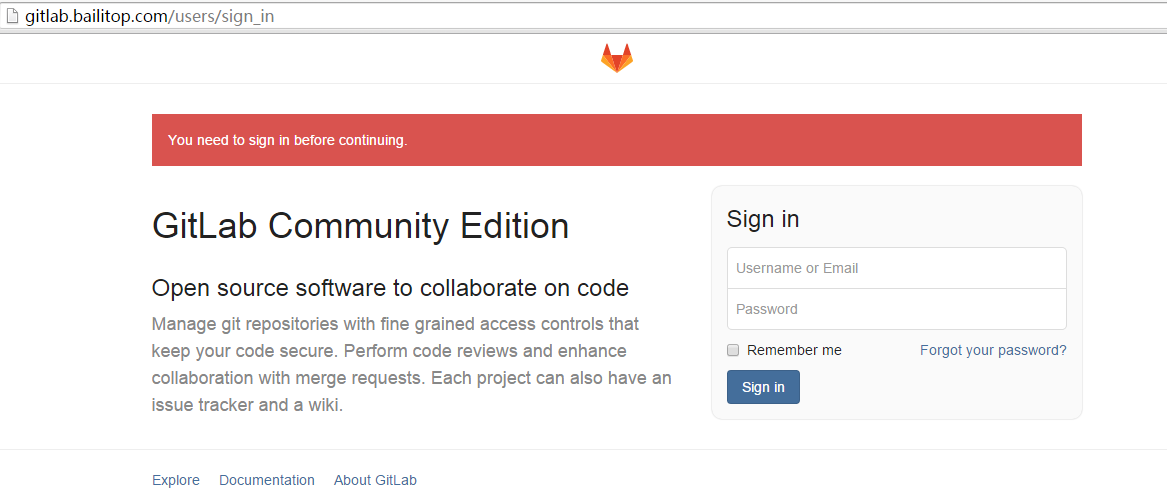 gitlab.bailitop.com/users/sign_in
You need to sign in before continuing.
GitLab Community Edition
Open source software to collaborate on code
Manage git repositories with fine grained access controls that
keep your code secure. Perform code reviews and enhance
collaboration with merge requests. Each project can also have an
issue tracker and a wiki.
Sign in
Username or Email
Password
Remember me Forgot your password?
Sign in
Explore Documentation About GitLab